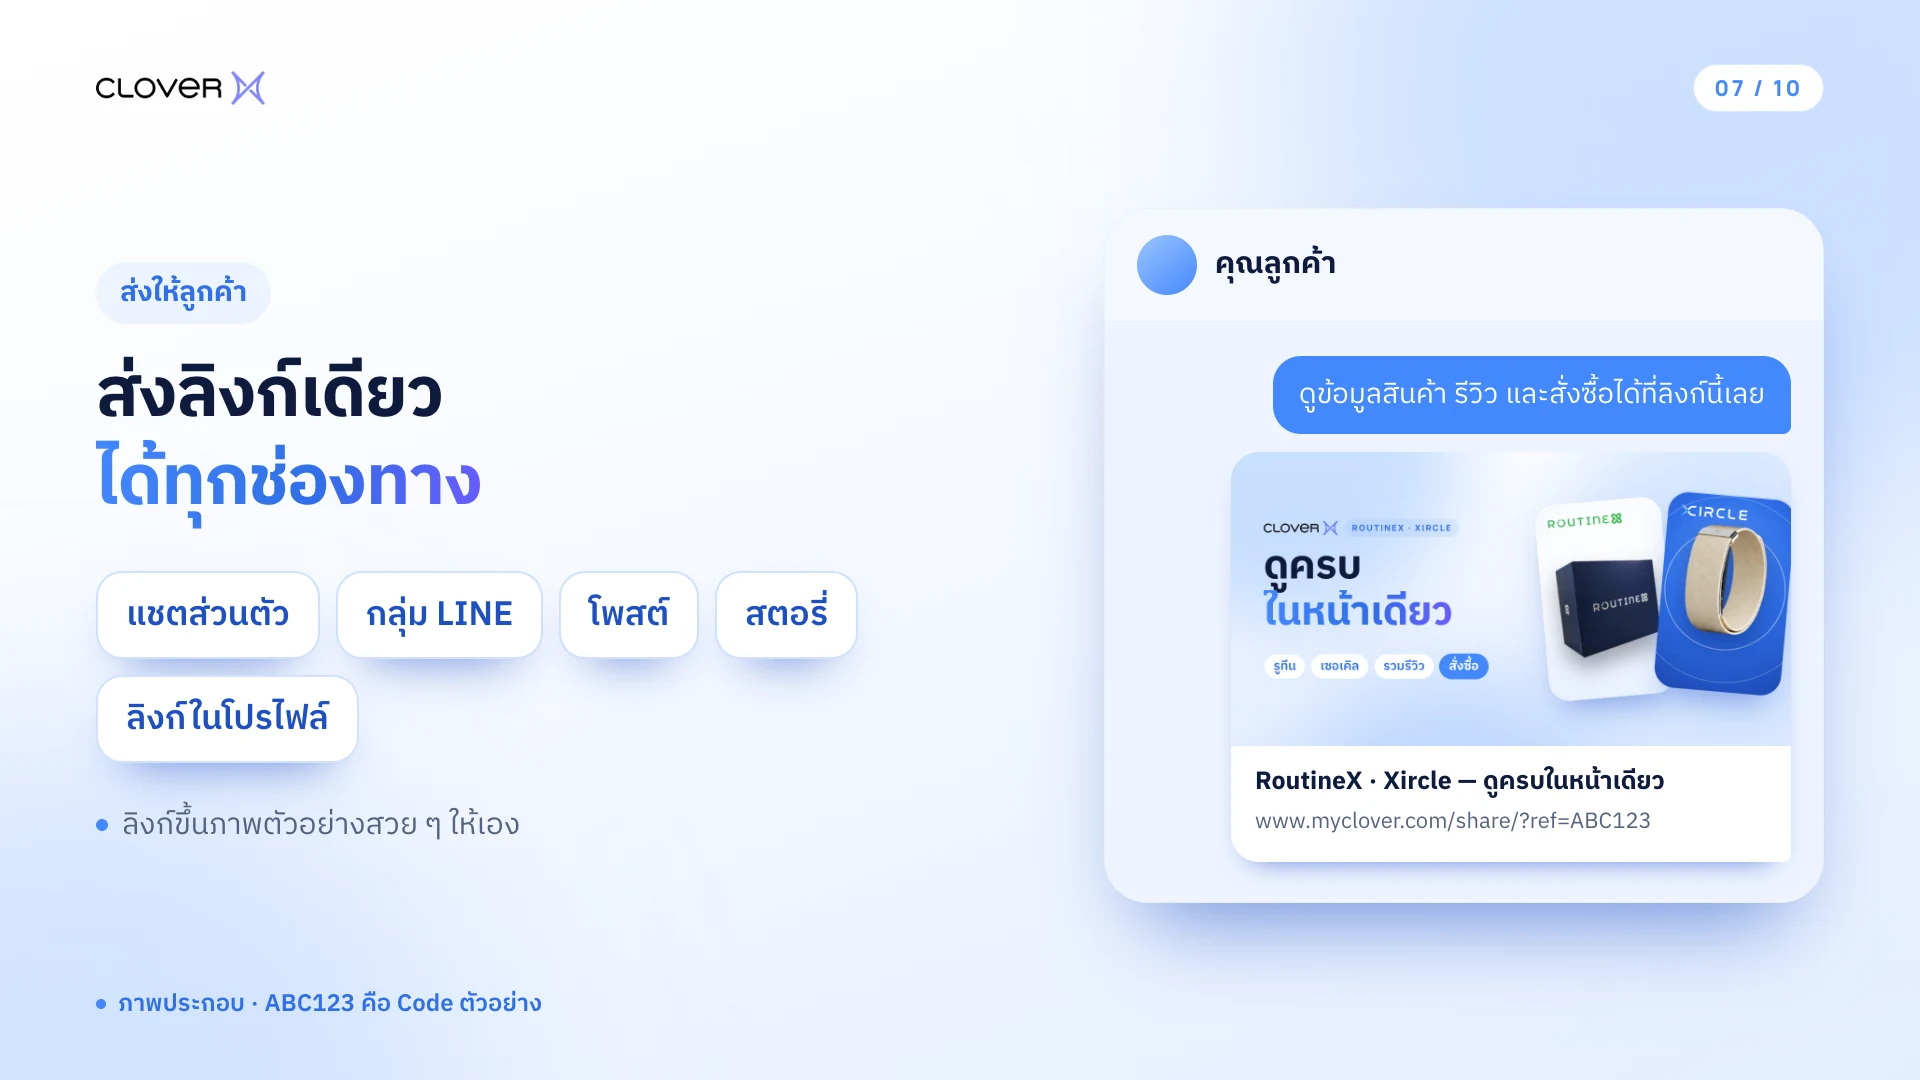 CLOVER
07 / 10
ส่งให้ลูกค้า
ส่งลิงก์เดียว
ได้ทุกช่องทาง
แชตส่วนตัว
กลุ่ม LINE
โพสต์
สตอรี่
ลิงก์ในโปรไฟล์
ลิงก์ขึ้นภาพตัวอย่างสวย ๆ ให้เอง
ภาพประกอบ · ABC123 คือ Code ตัวอย่าง
คุณลูกค้า
ดูข้อมูลสินค้า รีวิว และสั่งซื้อได้ที่ลิงก์นี้เลย
CLOVER
ROUTINEX · XIRCLE
ดูครบ
ในหน้าเดียว
รูทีน
เซอเคิล
รวมรีวิว
สั่งซื้อ
ROUTINEX
ROUTINEX
XIRCLE
RoutineX · Xircle — ดูครบในหน้าเดียว
www.myclover.com/share/?ref=ABC123